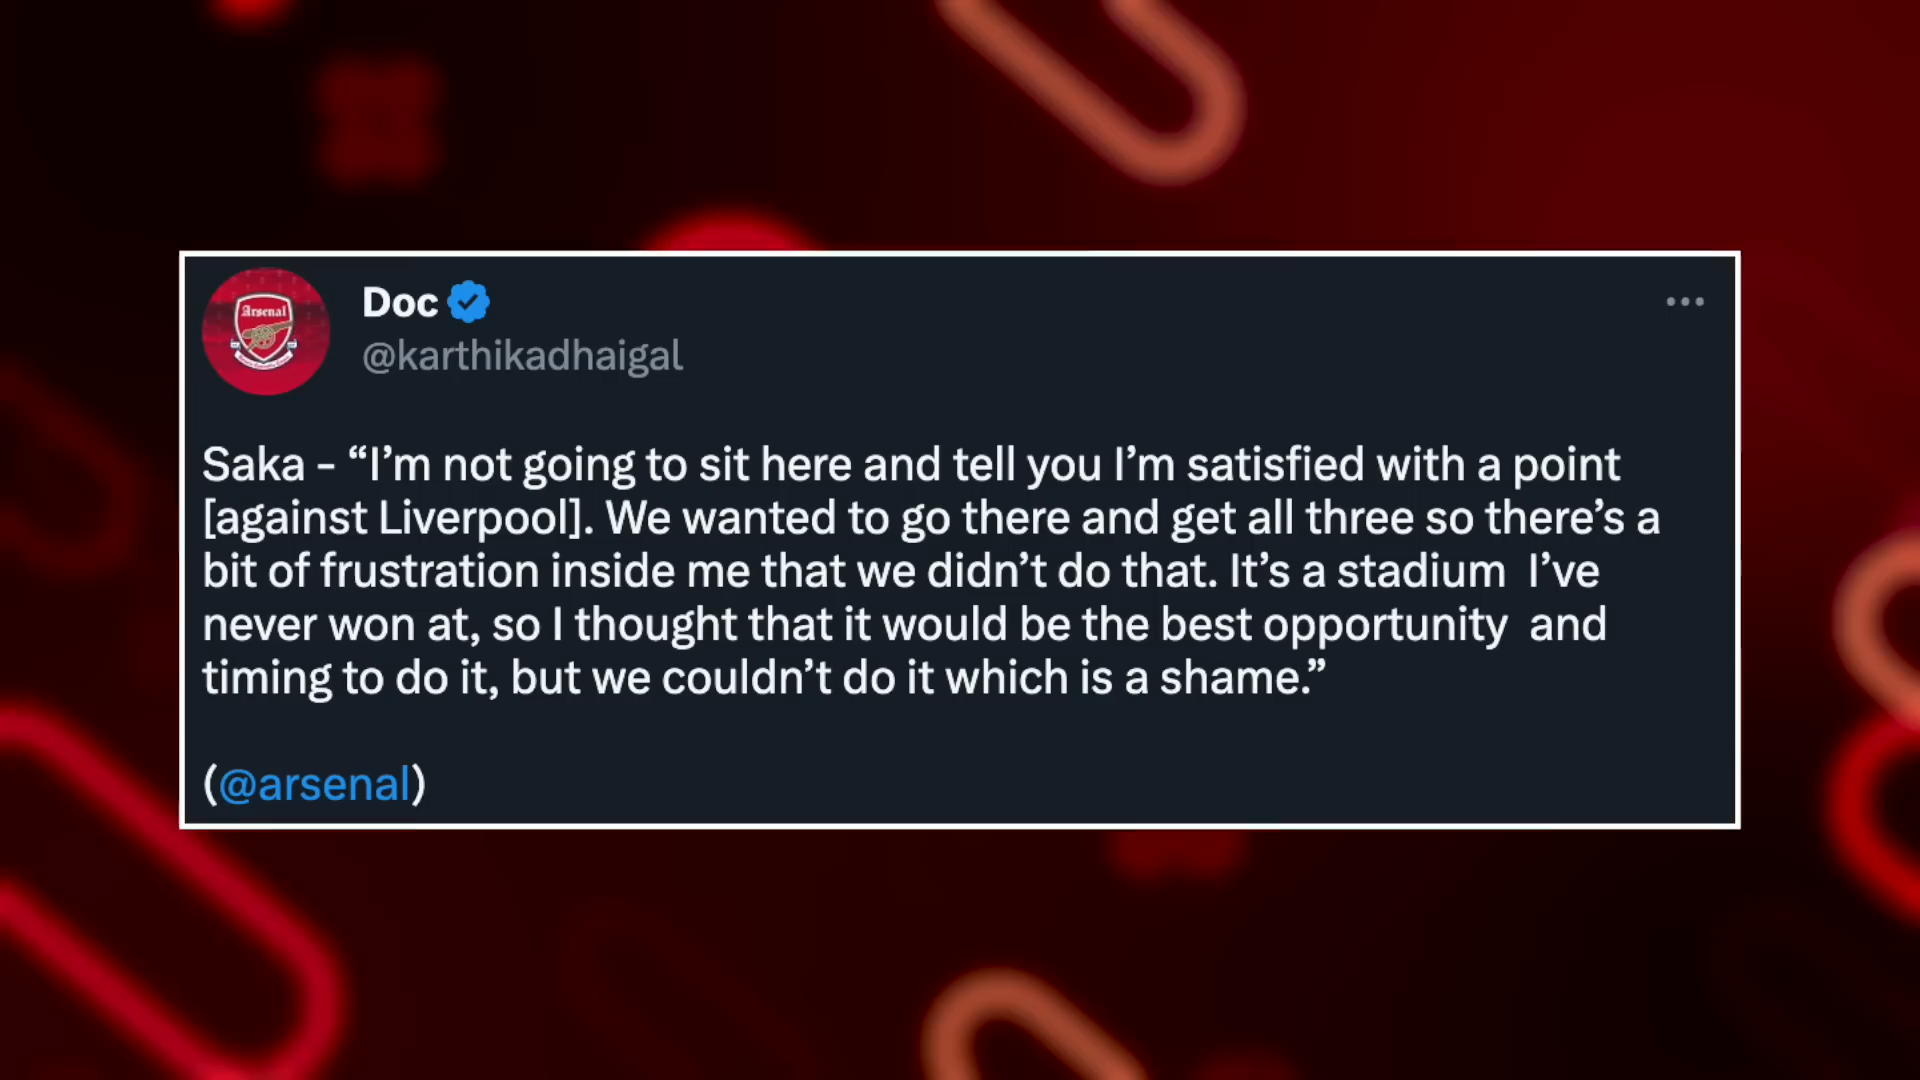 Arsenal
Doc
@karthikadhaigal
Saka - “I’m not going to sit here and tell you I’m satisfied with a point
[against Liverpool]. We wanted to go there and get all three so there’s a
bit of frustration inside me that we didn’t do that. It’s a stadium  I’ve
never won at, so I thought that it would be the best opportunity  and
timing to do it, but we couldn’t do it which is a shame.”
(@arsenal)